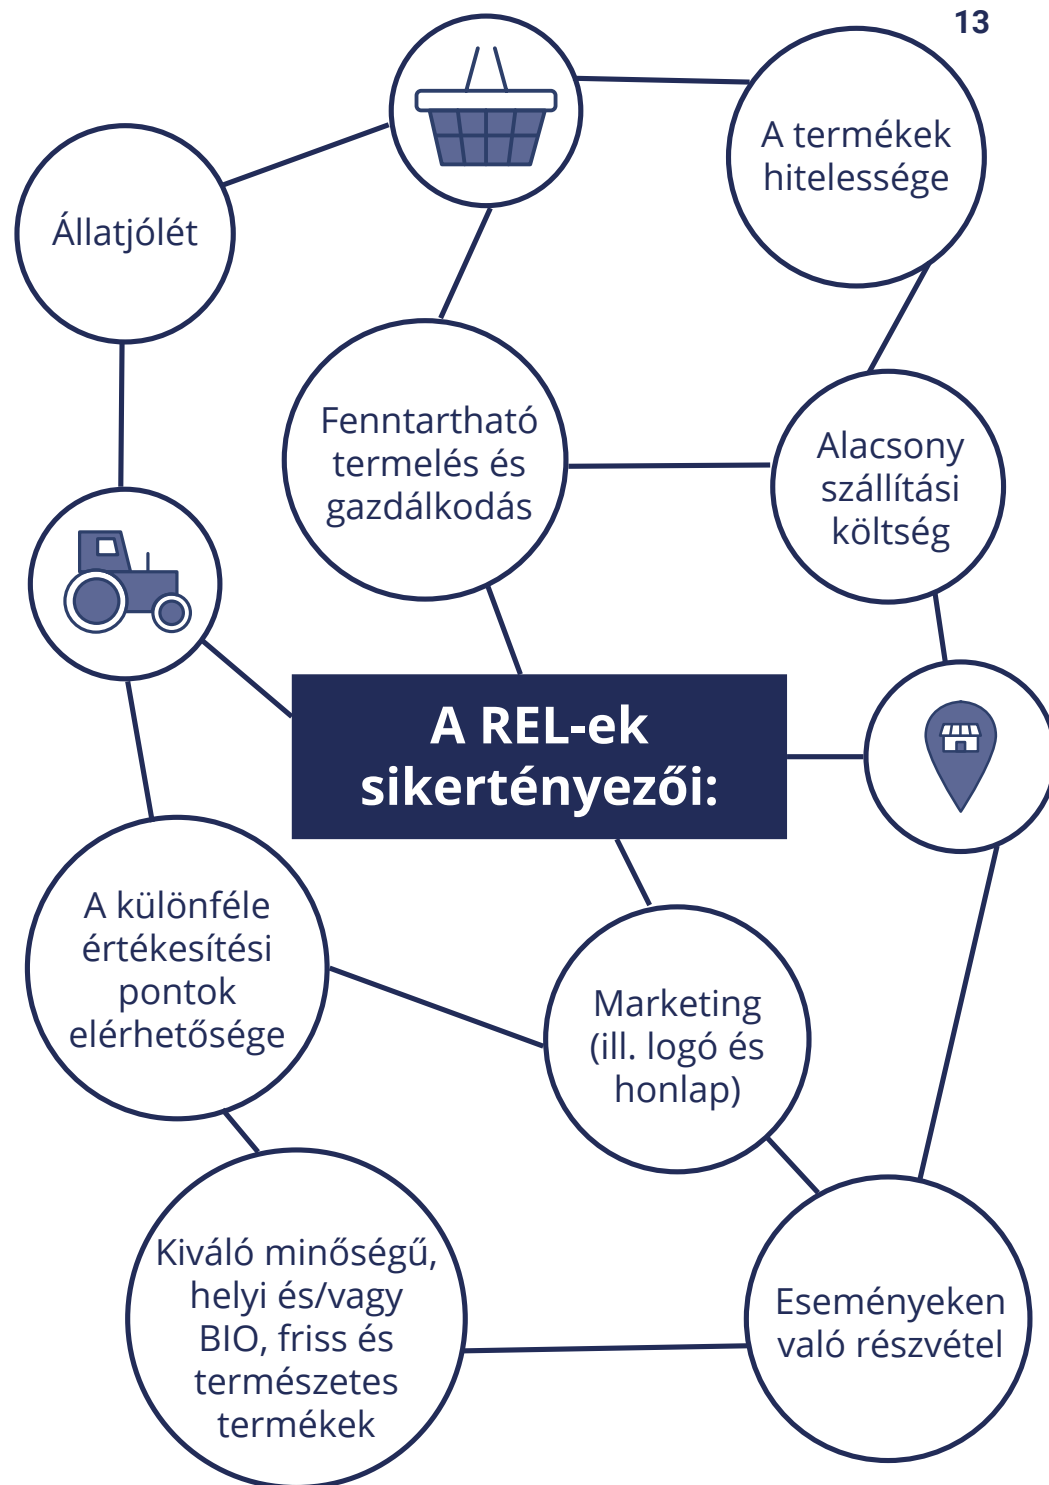 13
A termékek
hitelessége
Állatjólét
Fenntartható
termelés és
gazdálkodás
Alacsony
szállítási
költség
A REL-ek
sikertényezői:
A különféle
értékesítési
pontok
elérhetősége
Marketing
(ill. logó és
honlap)
Kiváló minőségű,
helyi és/vagy
BIO, friss és
természetes
termékek
Eseményeken
való részvétel